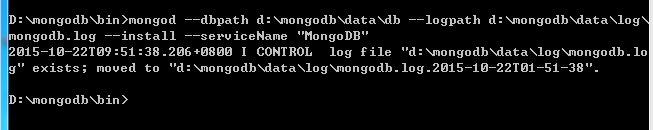 D:\mongodb\bin>mongod --dbpath d:\mongodb\data\db --logpath d:\mongodb\data\log\
mongodb.log --install --serviceName "MongoDB"
2015-10-22T09:51:38.206+0800 I CONTROL  log file "d:\mongodb\data\log\mongodb.lo
g" exists; moved to "d:\mongodb\data\log\mongodb.log.2015-10-22T01-51-38".
D:\mongodb\bin>